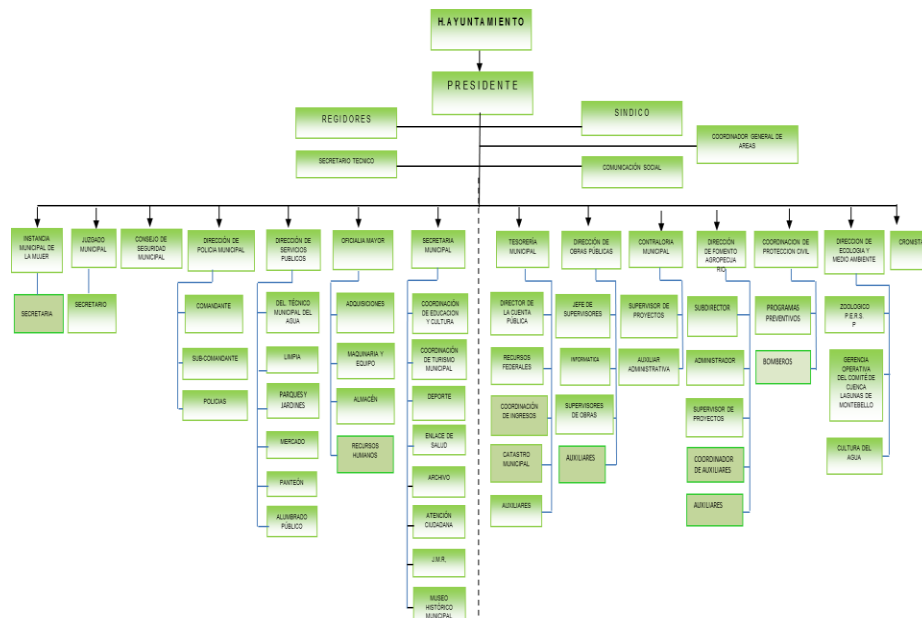 H.AYUNTAMIENTO
PRESIDENTE
REGIDORES
SINDICO
COORDINADOR GENERAL DE
AREAS
SECRETARIO TECNICO
COMUNICACIÓN SOCIAL
INSTANCIA
MUNICIPAL DE
LA MUJER
JUZGADO
MUNICIPAL
CONSEJO DE
SEGURIDAD
MUNICIPAL
DIRECCIÓN DE
POLICIA MUNICIPAL
DIRECCIÓN DE
SERVICIOS
PUBLICOS
OFICIALIA MAYOR
SECRETARIA
MUNICIPAL
TESORERÍA
MUNICIPAL
DIRECCIÓN DE
OBRAS PÚBLICAS
CONTRALORIA
MUNICIPAL
DIRECCIÓN
DE FOMENTO
AGROPECUA
RIO
COORDINACION DE
PROTECCION CIVIL
DIRECCION DE
ECOLOGIA Y
MEDIO AMBIENTE
CRONISTA
SECRETARIA
SECRETARIO
COMANDANTE
SUB-COMANDANTE
POLICIAS
DEL TÉCNICO
MUNICIPAL DEL
AGUA
LIMPIA
PARQUES Y
JARDINES
MERCADO
PANTEÓN
ALUMBRADO
PÚBLICO
ADQUISICIONES
MAQUINARIA Y
EQUIPO
ALMACÉN
RECURSOS
HUMANOS
COORDINACIÓN
DE EDUCACION
Y CULTURA
COORDINACIÓN
DE TURISMO
MUNICIPAL
DEPORTE
ENLACE DE
SALUD
ARCHIVO
ATENCIÓN
CIUDADANA
J.M.R.
MUSEO
HISTÓRICO
MUNICIPAL
DIRECTOR DE
LA CUENTA
PÚBLICA
RECURSOS
FEDERALES
COORDINACIÓN
DE INGRESOS
CATASTRO
MUNICIPAL
AUXILIARES
JEFE DE
SUPERVISORES
INFORMATICA
SUPERVISORES
DE OBRAS
AUXILIARES
SUPERVISOR DE
PROYECTOS
AUXILIAR
ADMINISTRATIVA
SUBDIRECTOR
ADMINISTRADOR
SUPERVISOR DE
PROYECTOS
COORDINADOR
DE AUXILIARES
AUXILIARES
PROGRAMAS
PREVENTIVOS
BOMBEROS
ZOOLOGICO
P.E.R.S.
P
GERENCIA
OPERATIVA
DEL COMITÉ DE
CUENCA
LAGUNAS DE
MONTEBELLO
CULTURA DEL
AGUA